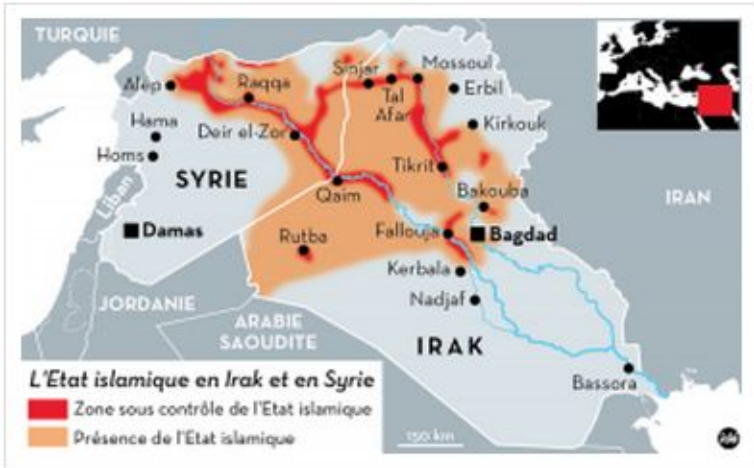 TURQUIE
Alep
Raqqa
Sinjar
Mossoul
Tal
Afar
Erbil
Hama
Deir el-Zor
Kirkouk
Homs
SYRIE
Tikrit
Qaim
Bakouba
IRAN
Liban
Damas
Rutba
Fallouja
Bagdad
Kerbala
JORDANIE
Nadjaf
ARABIE
SAOUDITE
IRAK
L'Etat islamique en Irak et en Syrie
Bassora
Zone sous contrôle de l'Etat islamique
Présence de l'Etat islamique
150 km